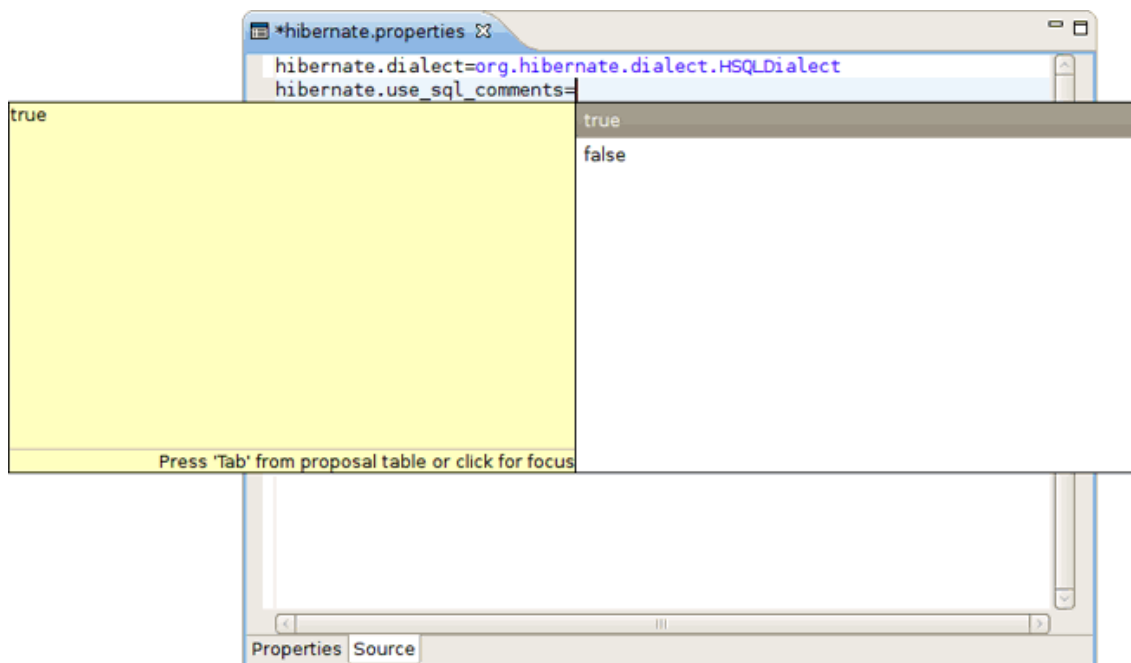 *hibernate.properties
hibernate.dialect=org.hibernate.dialect.HSQLDialect
hibernate.use_sql_comments=
true
true
false
Press 'Tab' from proposal table or click for focus
Properties Source